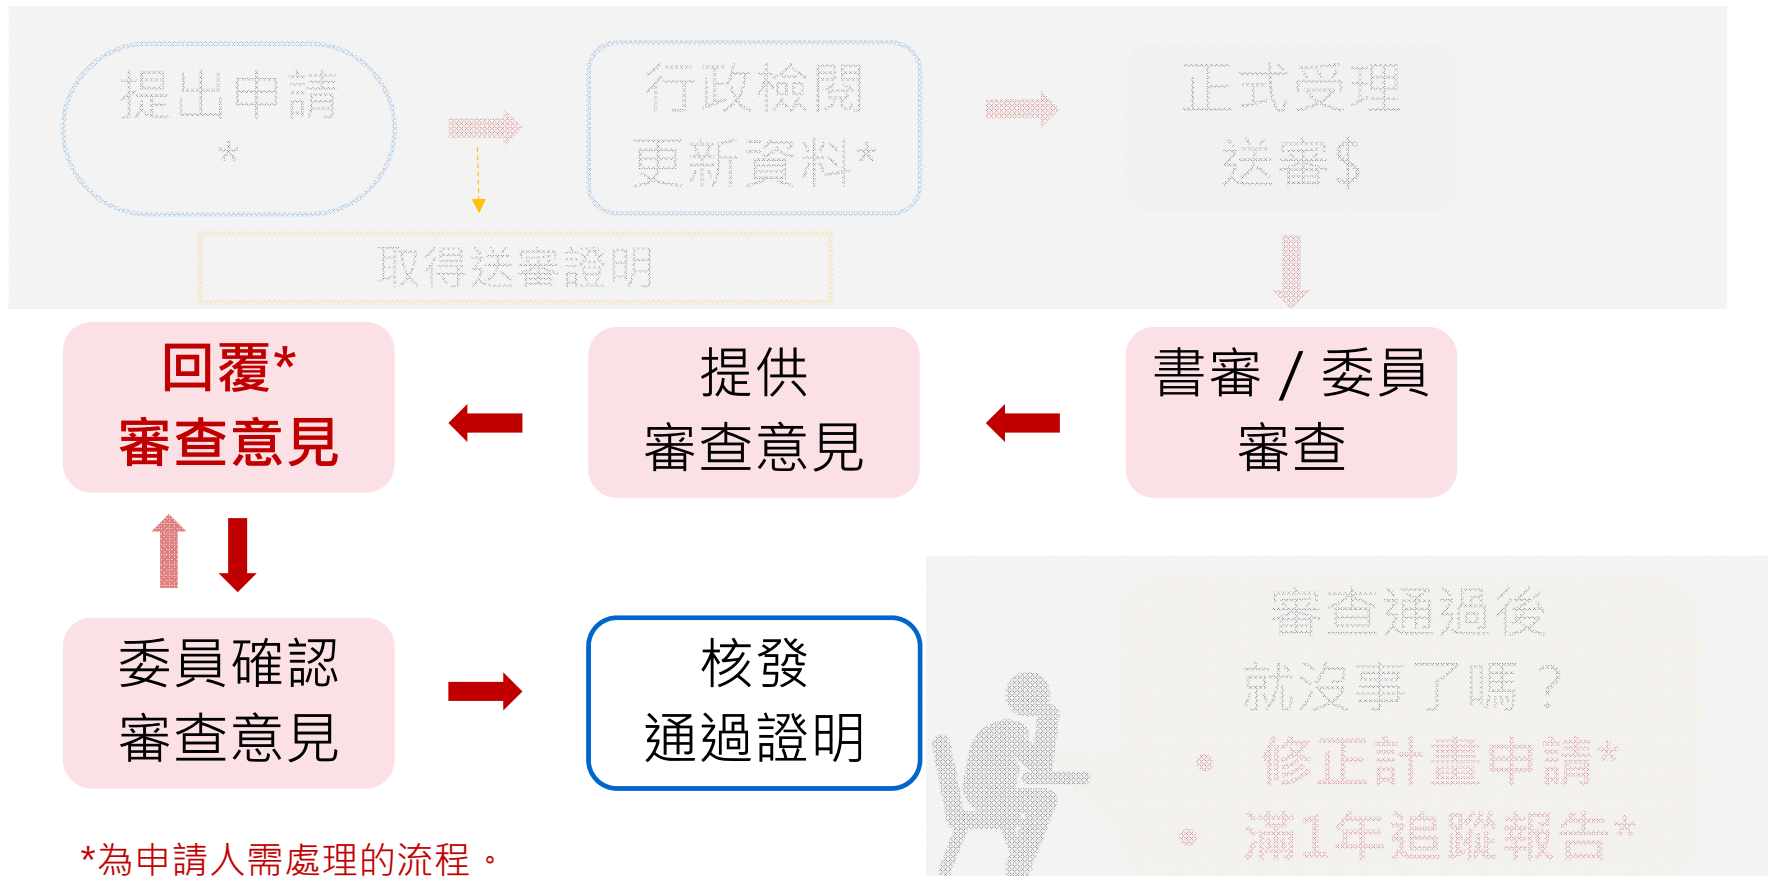 提出申請
*
行政檢閱
更新資料*
正式受理
送審$
取得送審證明
回覆*
審查意見
提供
審查意見
書審 / 委員
審查
委員確認
審查意見
核發
通過證明
審查通過後
就沒事了嗎？
• 修正計畫申請*
• 滿1年追蹤報告*
*為申請人需處理的流程。